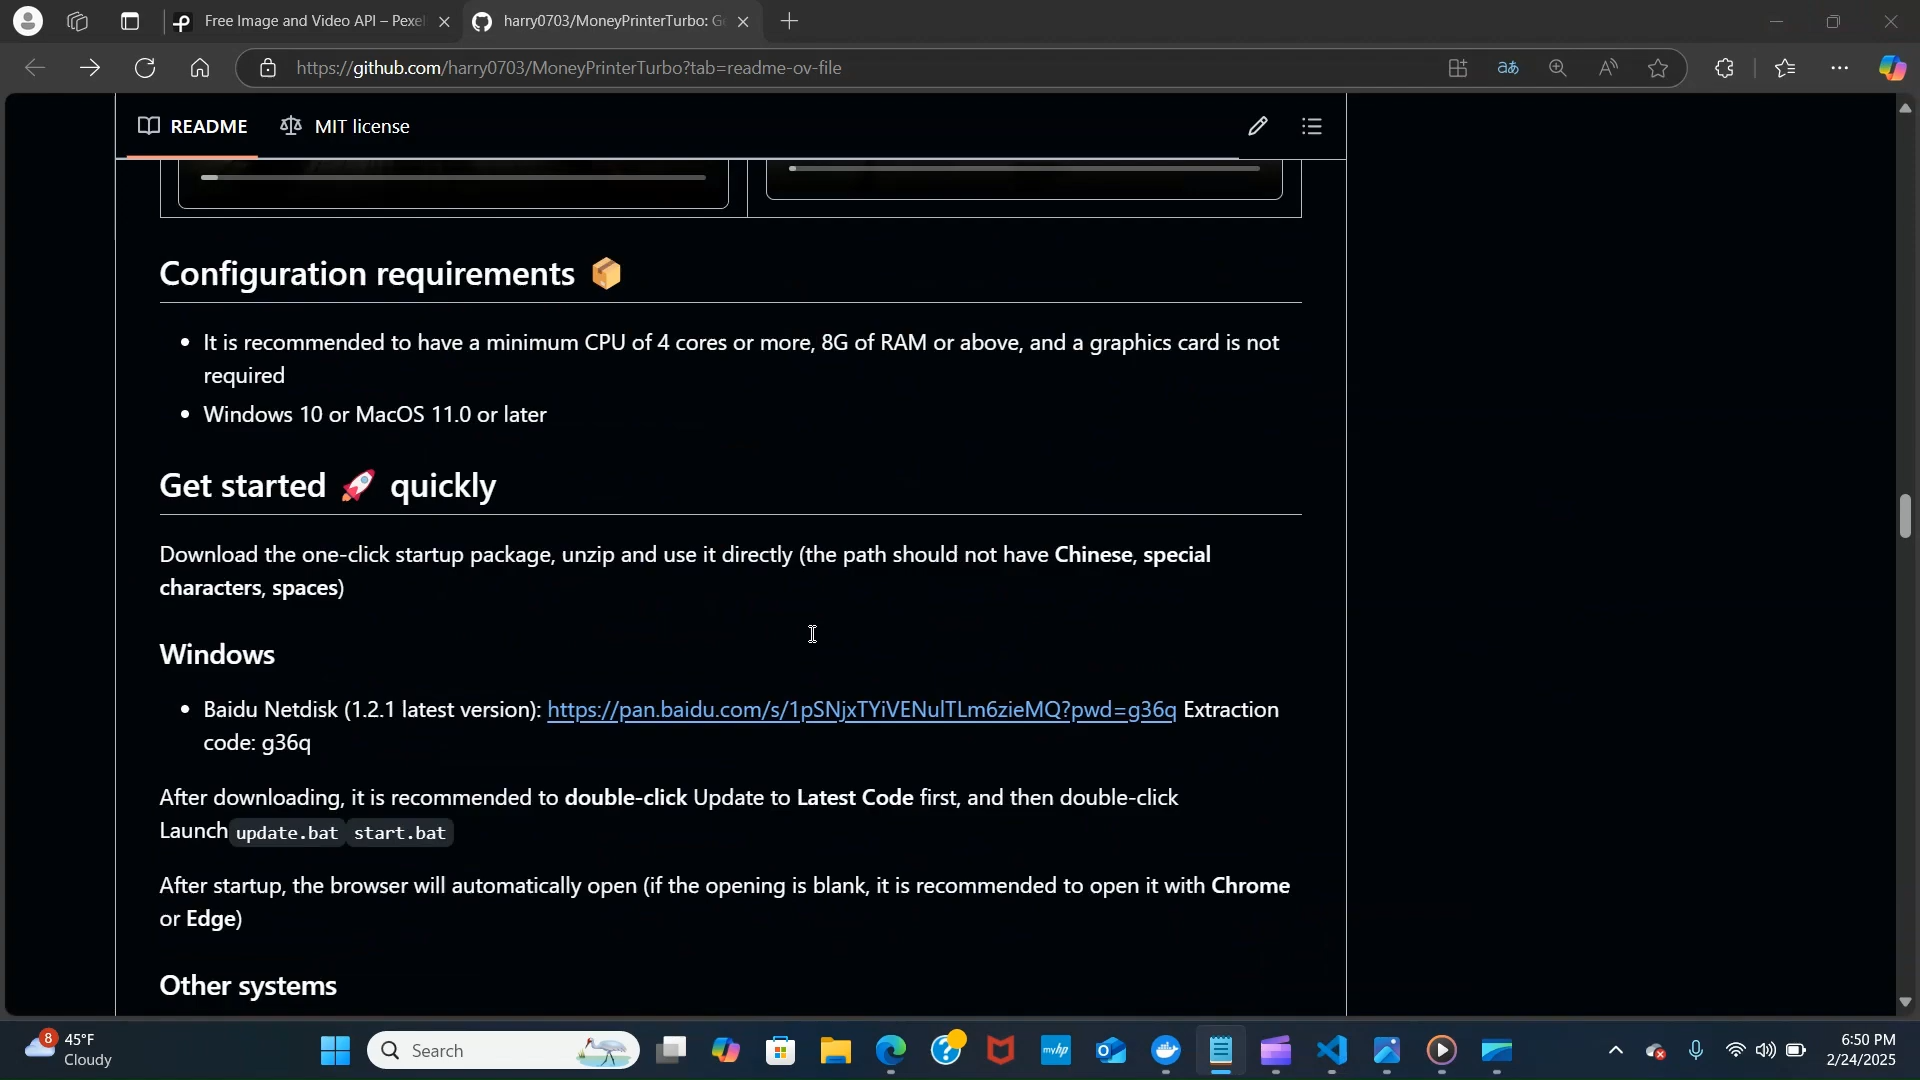 Free Image and Video API – Pexel
harry0703/MoneyPrinterTurbo: G
https://github.com/harry0703/MoneyPrinterTurbo?tab=readme-ov-file
README
MIT license
Configuration requirements 📦
• It is recommended to have a minimum CPU of 4 cores or more, 8G of RAM or above, and a graphics card is not
required
• Windows 10 or MacOS 11.0 or later
Get started 🚀 quickly
Download the one-click startup package, unzip and use it directly (the path should not have Chinese, special
characters, spaces)
Windows
• Baidu Netdisk (1.2.1 latest version): https://pan.baidu.com/s/1pSNjxTYiVENulTLm6zieMQ?pwd=g36q Extraction
code: g36q
After downloading, it is recommended to double-click Update to Latest Code first, and then double-click
Launch update.bat start.bat
After startup, the browser will automatically open (if the opening is blank, it is recommended to open it with Chrome
or Edge)
Other systems
8
45°F
Cloudy
Search
myhp
6:50 PM
2/24/2025